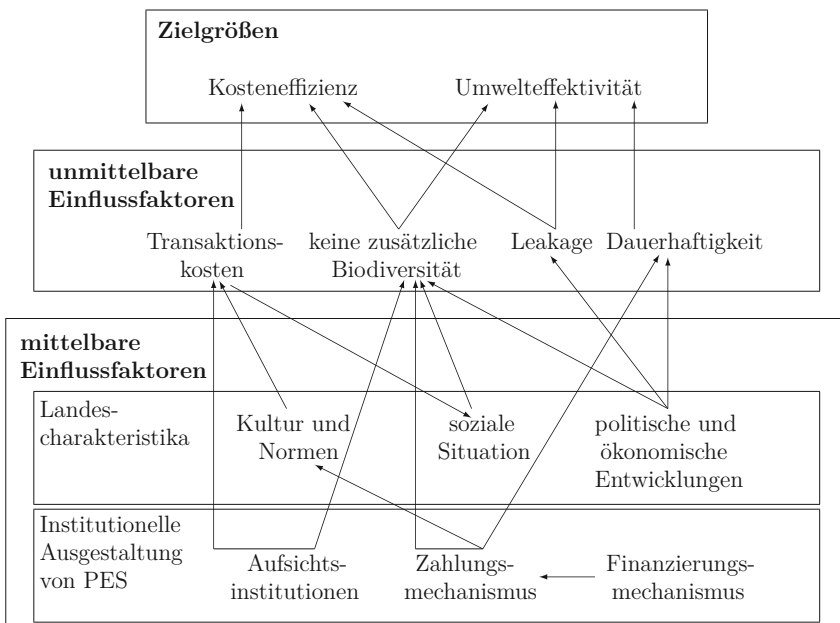 Zielgrößen
Kosteneffizienz Umwelteffektivität
unmittelbare
Einflussfaktoren
Transaktions-
kosten
keine zusätzliche
Biodiversität
Leakage Dauerhaftigkeit
mittelbare
Einflussfaktoren
Landes-
charakteristika
Kultur und
Normen
soziale
Situation
politische und
ökonomische
Entwicklungen
Institutionelle
Ausgestaltung
von PES
Aufsichts-
institutionen
Zahlungs-
mechanismus
Finanzierungs-
mechanismus